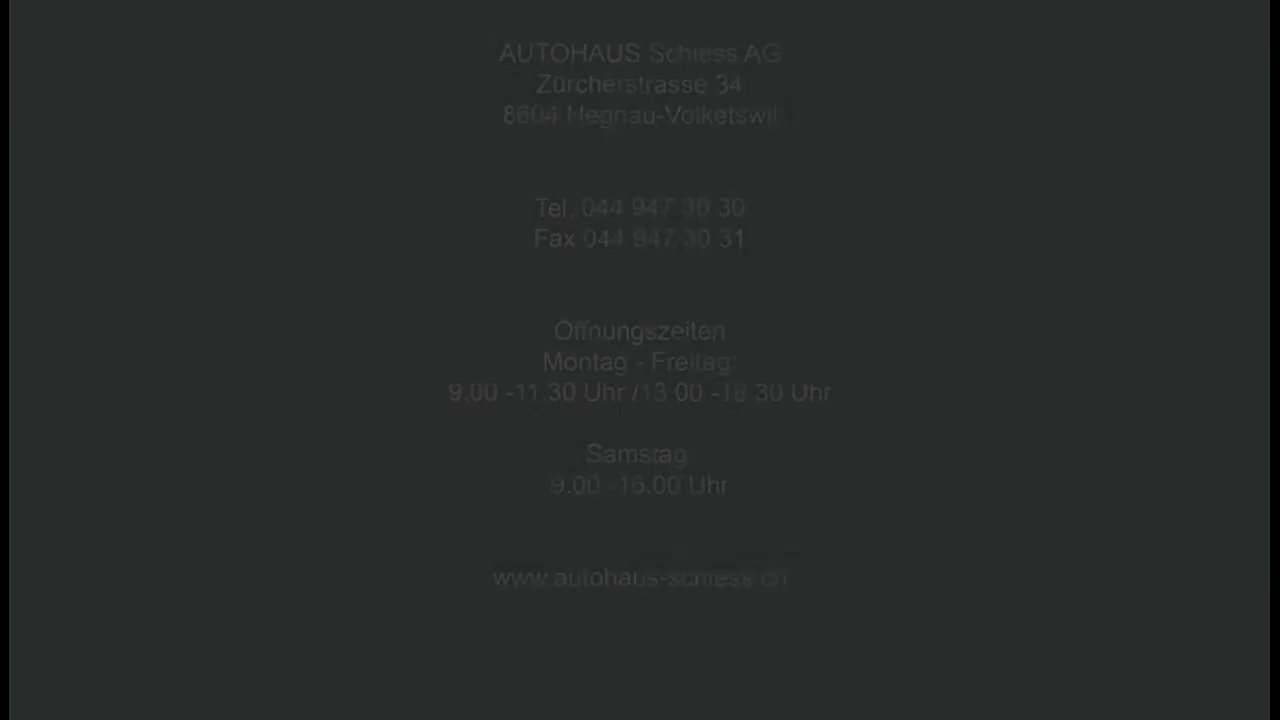 AUTOHAUS Schiess AG
Zürcherstrasse 34
8604 Hegnau-Volketswil
Tel. 044 947 30 30
Fax 044 947 30 31
Öffnungszeiten
Montag - Freitag:
9.00 -11.30 Uhr /13.00 -18.30 Uhr
Samstag
9.00 -16.00 Uhr
www.autohaus-schiess.ch